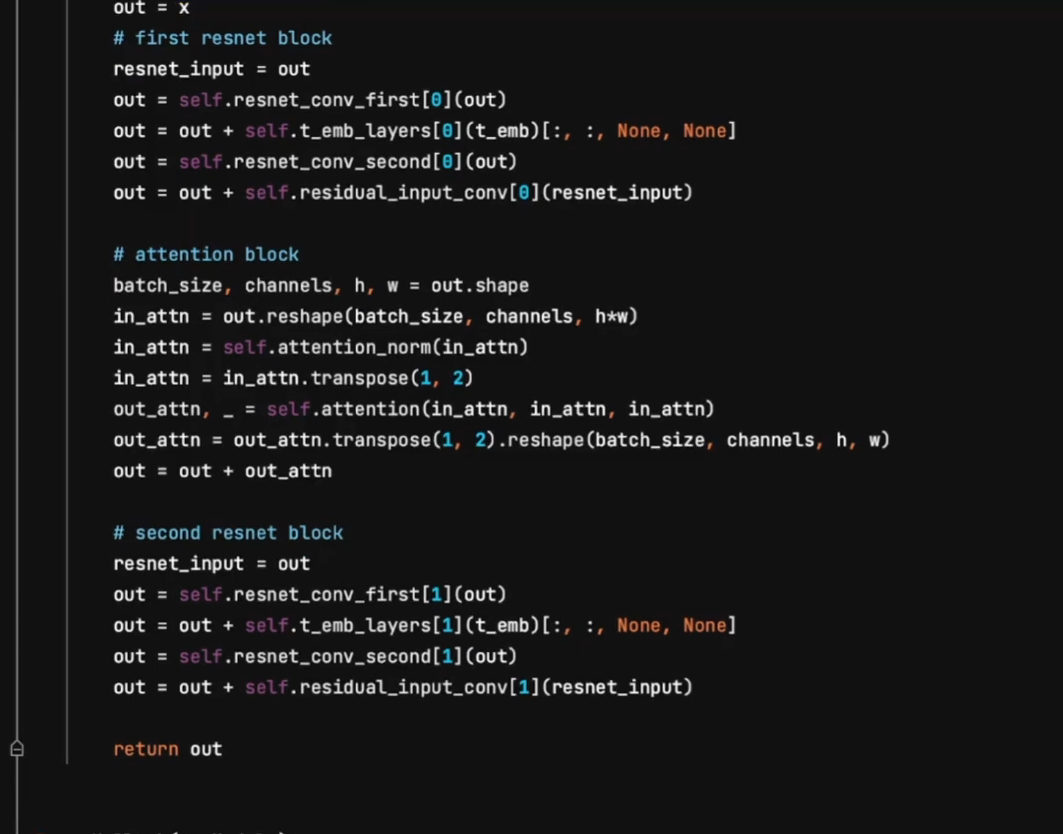 out = x
# first resnet block
resnet_input = out
out = self.resnet_conv_first[0](out)
out = out + self.t_emb_layers[0](t_emb)[:, :, None, None]
out = self.resnet_conv_second[0](out)
out = out + self.residual_input_conv[0](resnet_input)
# attention block
batch_size, channels, h, w = out.shape
in_attn = out.reshape(batch_size, channels, h*w)
in_attn = self.attention_norm(in_attn)
in_attn = in_attn.transpose(1, 2)
out_attn, _ = self.attention(in_attn, in_attn, in_attn)
out_attn = out_attn.transpose(1, 2).reshape(batch_size, channels, h, w)
out = out + out_attn
# second resnet block
resnet_input = out
out = self.resnet_conv_first[1](out)
out = out + self.t_emb_layers[1](t_emb)[:, :, None, None]
out = self.resnet_conv_second[1](out)
out = out + self.residual_input_conv[1](resnet_input)
return out